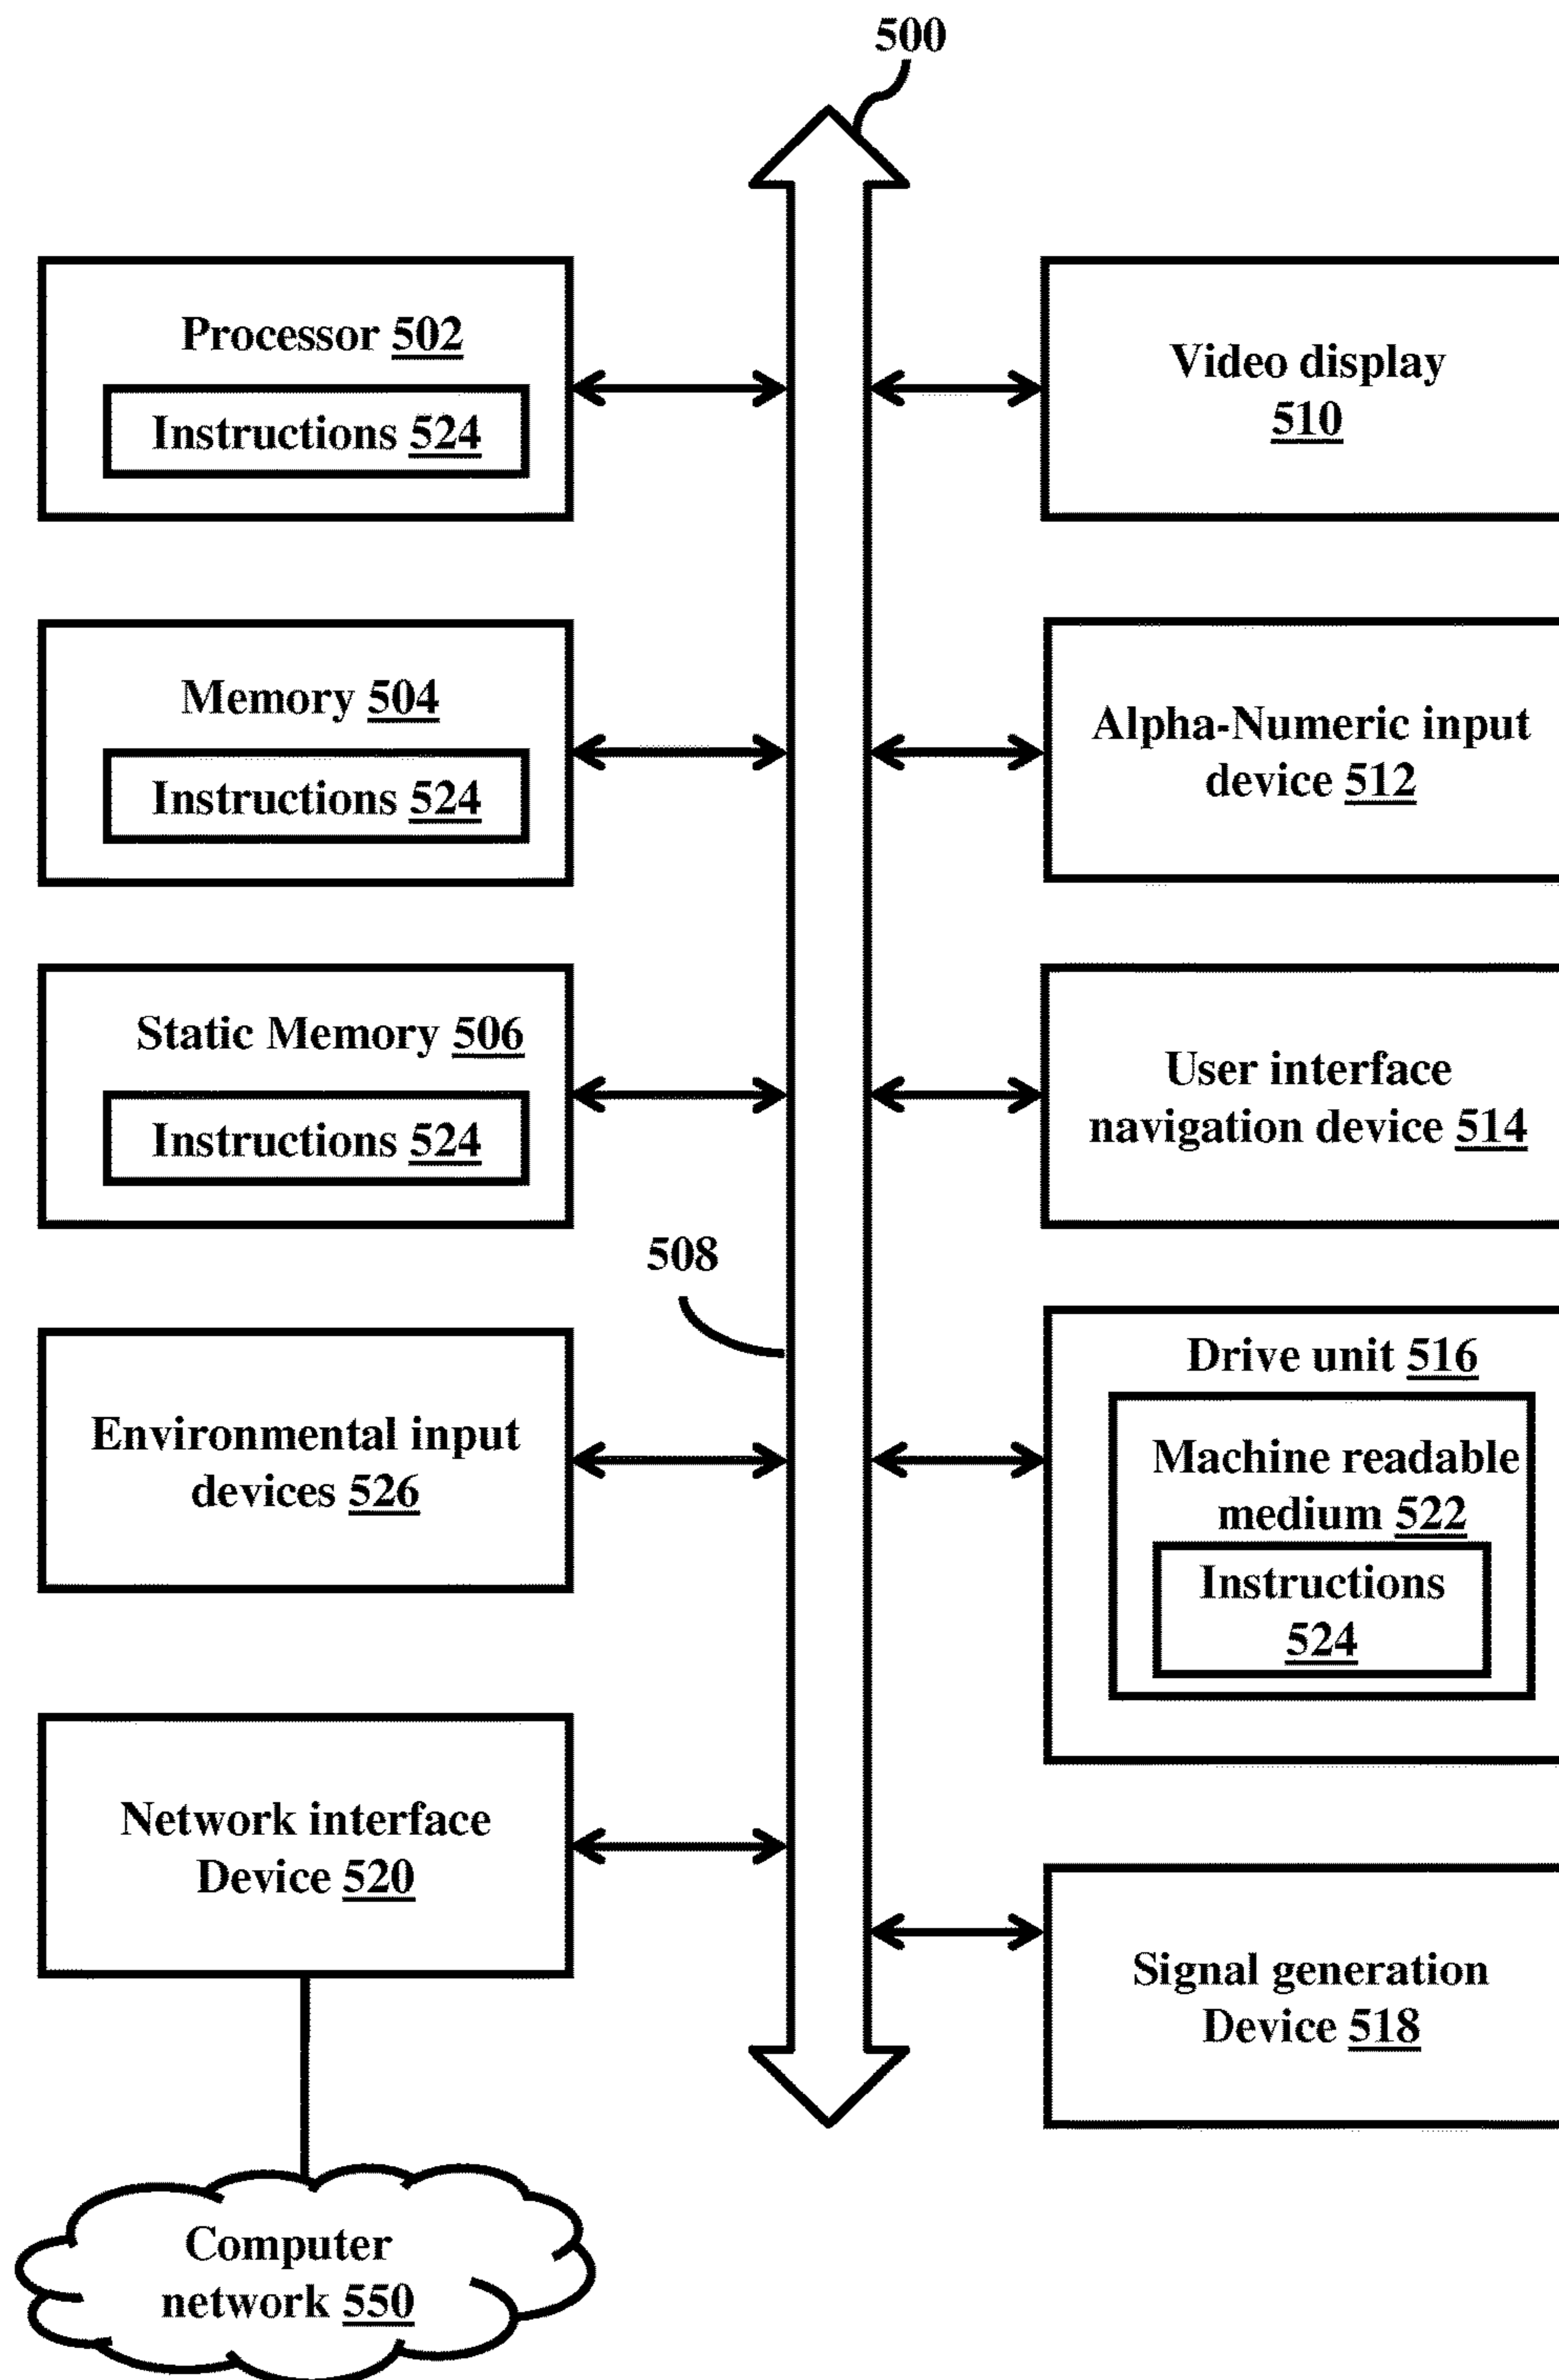 500
Processor 502
Instructions 524
Video display
510
Memory 504
Instructions 524
Alpha-Numeric input
device 512
Static Memory 506
Instructions 524
User interface
navigation device 514
508
Environmental input
devices 526
Drive unit 516
Machine readable
medium 522
Instructions
524
Network interface
Device 520
Signal generation
Device 518
Computer
network 550